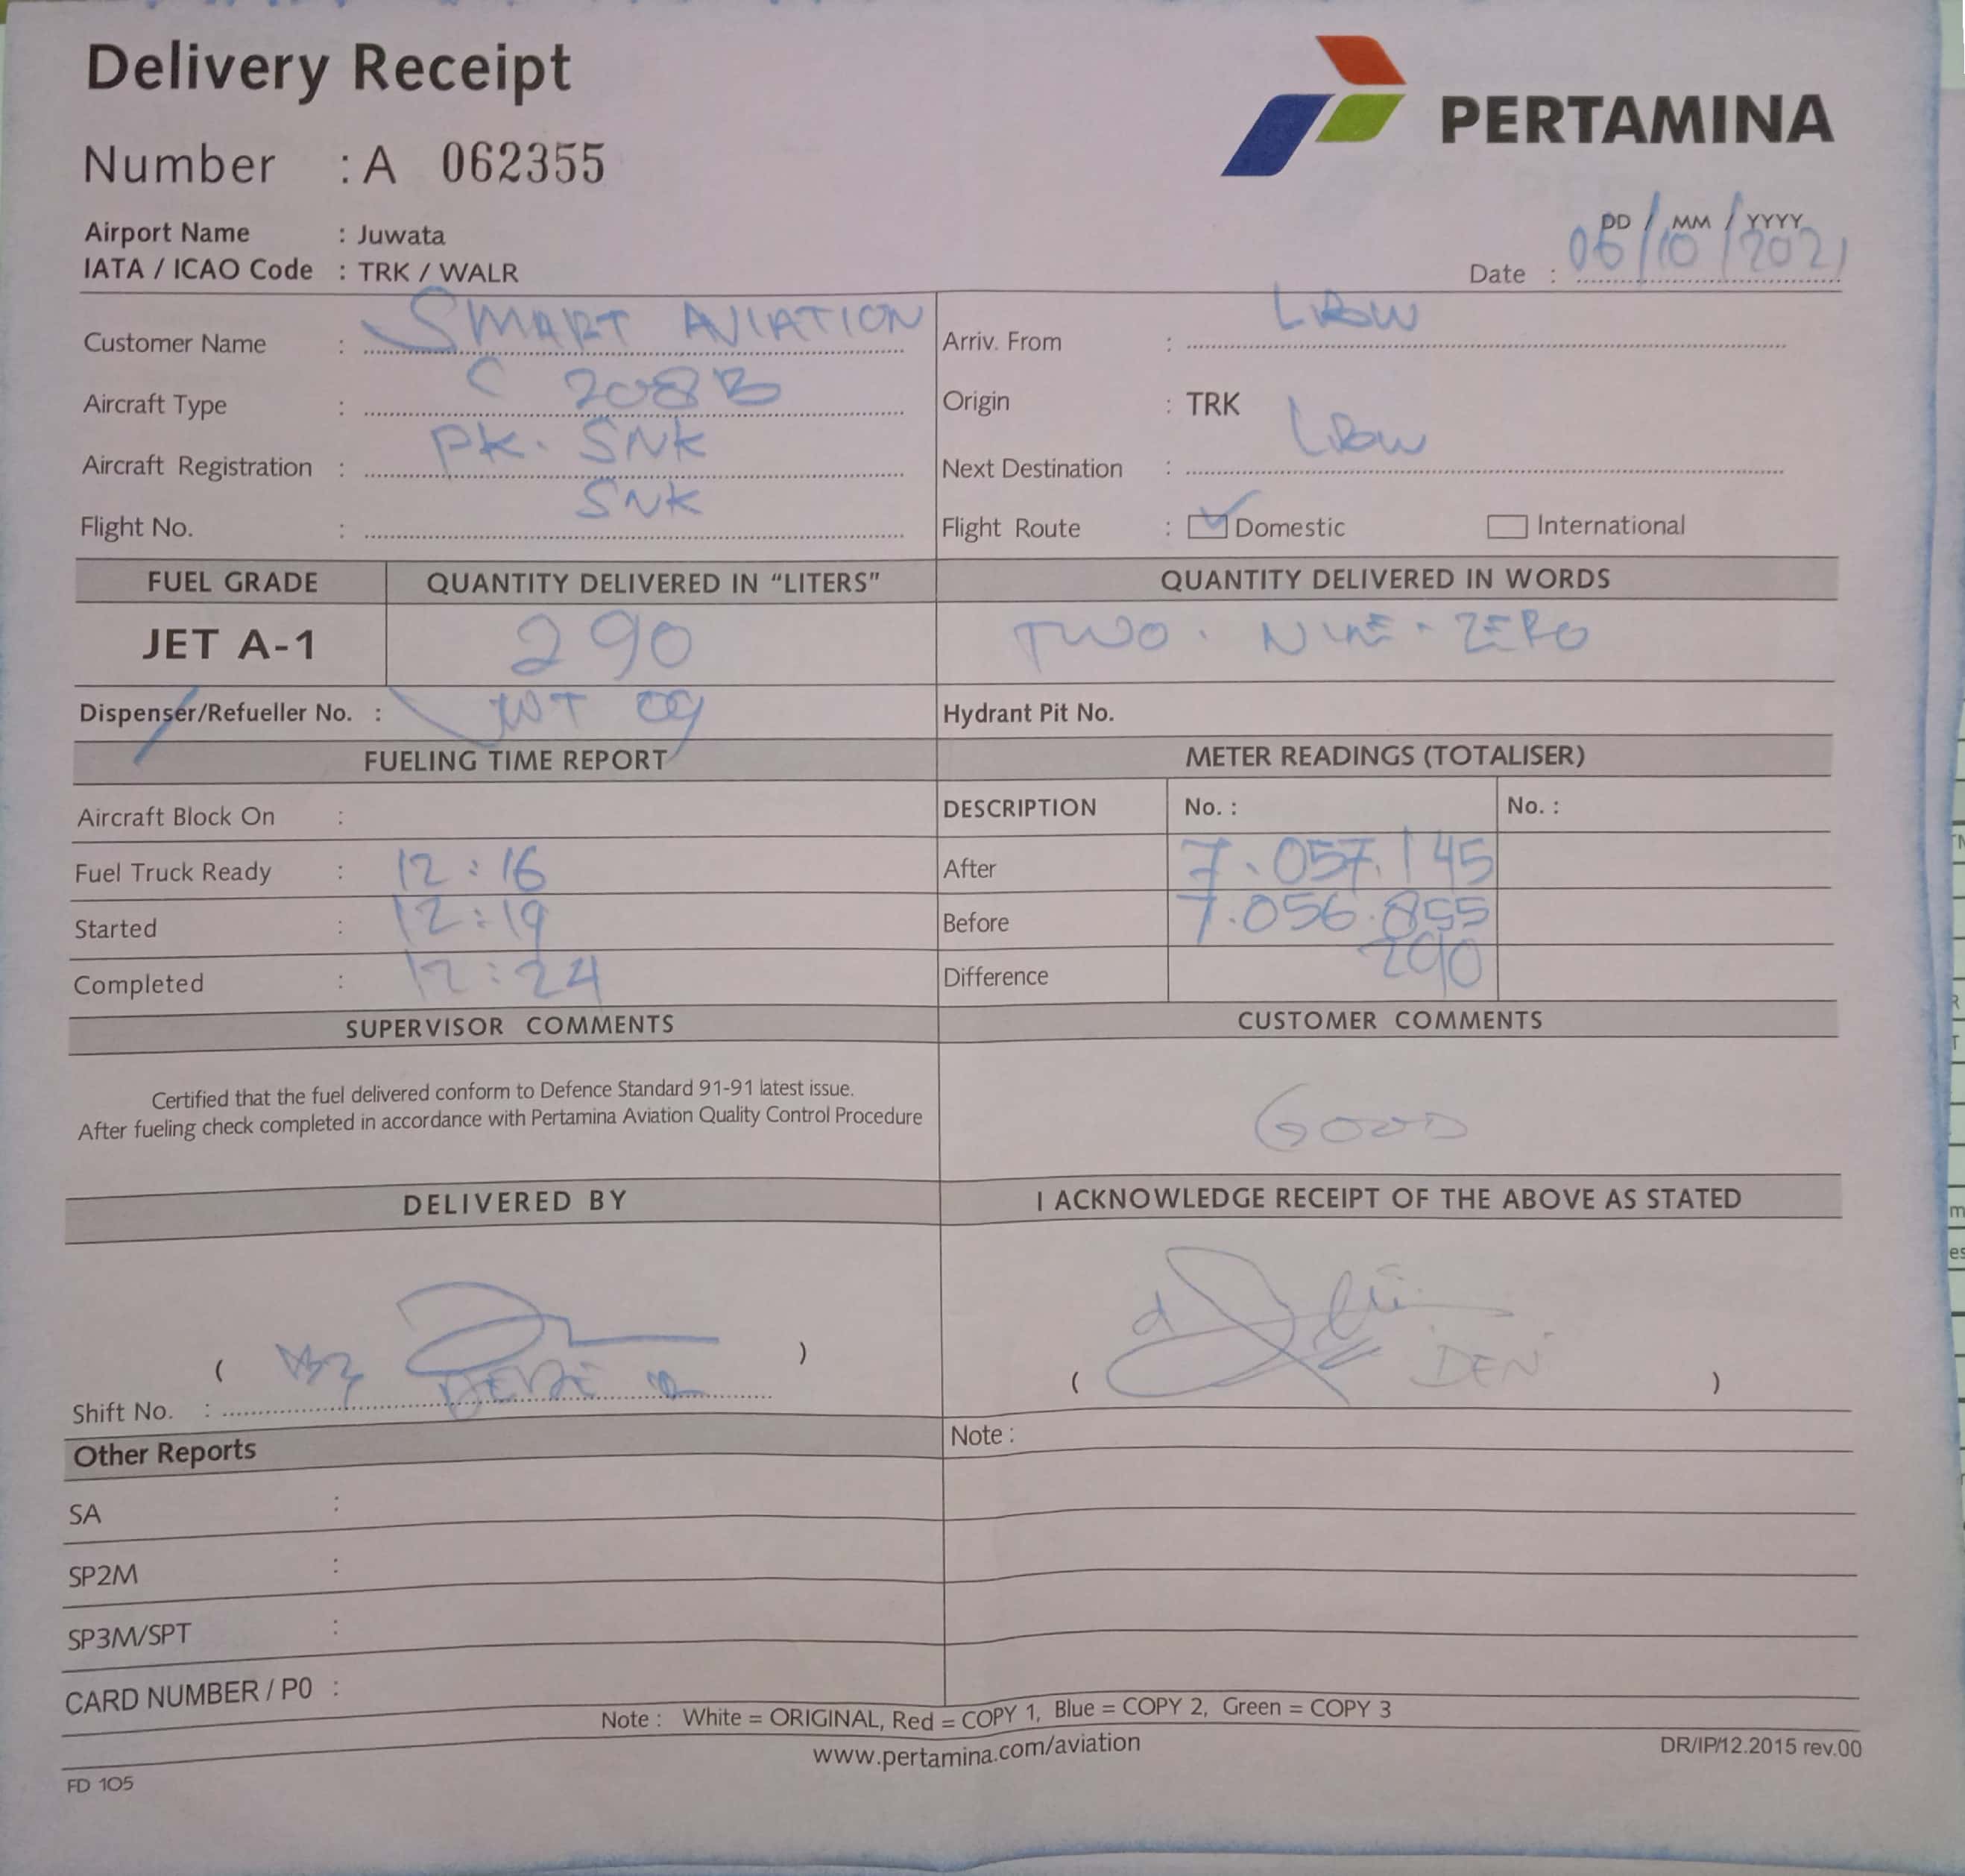 Delivery Receipt
PERTAMINA
Number : A 062355
Airport Name : Juwata
IATA / ICAO Code : TRK / WALR
DD / MM / YYYY
Date : 06/10/2021
Customer Name : SMART AVIATION
Arriv. From : LBW
Aircraft Type : C 208B
Origin : TRK
Aircraft Registration : PK. SNK
Next Destination : LBW
Flight No. : SNK
Flight Route : Domestic International
FUEL GRADE QUANTITY DELIVERED IN “LITERS” QUANTITY DELIVERED IN WORDS
JET A-1 290 TWO . NINE - ZERO
Dispenser/Refueller No. : 09
Hydrant Pit No.
FUELING TIME REPORT METER READINGS (TOTALISER)
Aircraft Block On :
DESCRIPTION No. : No. :
Fuel Truck Ready : 12 : 16
After 7.057.145
Started : 12:19
Before 7.056.855
Completed : 12:24
Difference 290
SUPERVISOR COMMENTS CUSTOMER COMMENTS
Certified that the fuel delivered conform to Defence Standard 91-91 latest issue.
After fueling check completed in accordance with Pertamina Aviation Quality Control Procedure
GOOD
DELIVERED BY I ACKNOWLEDGE RECEIPT OF THE ABOVE AS STATED
( )
( DEN )
Shift No. :
Other Reports
Note :
SA :
SP2M :
SP3M/SPT :
CARD NUMBER / P0 :
Note : White = ORIGINAL, Red = COPY 1, Blue = COPY 2, Green = COPY 3
www.pertamina.com/aviation
DR/IP/12.2015 rev.00
FD 105